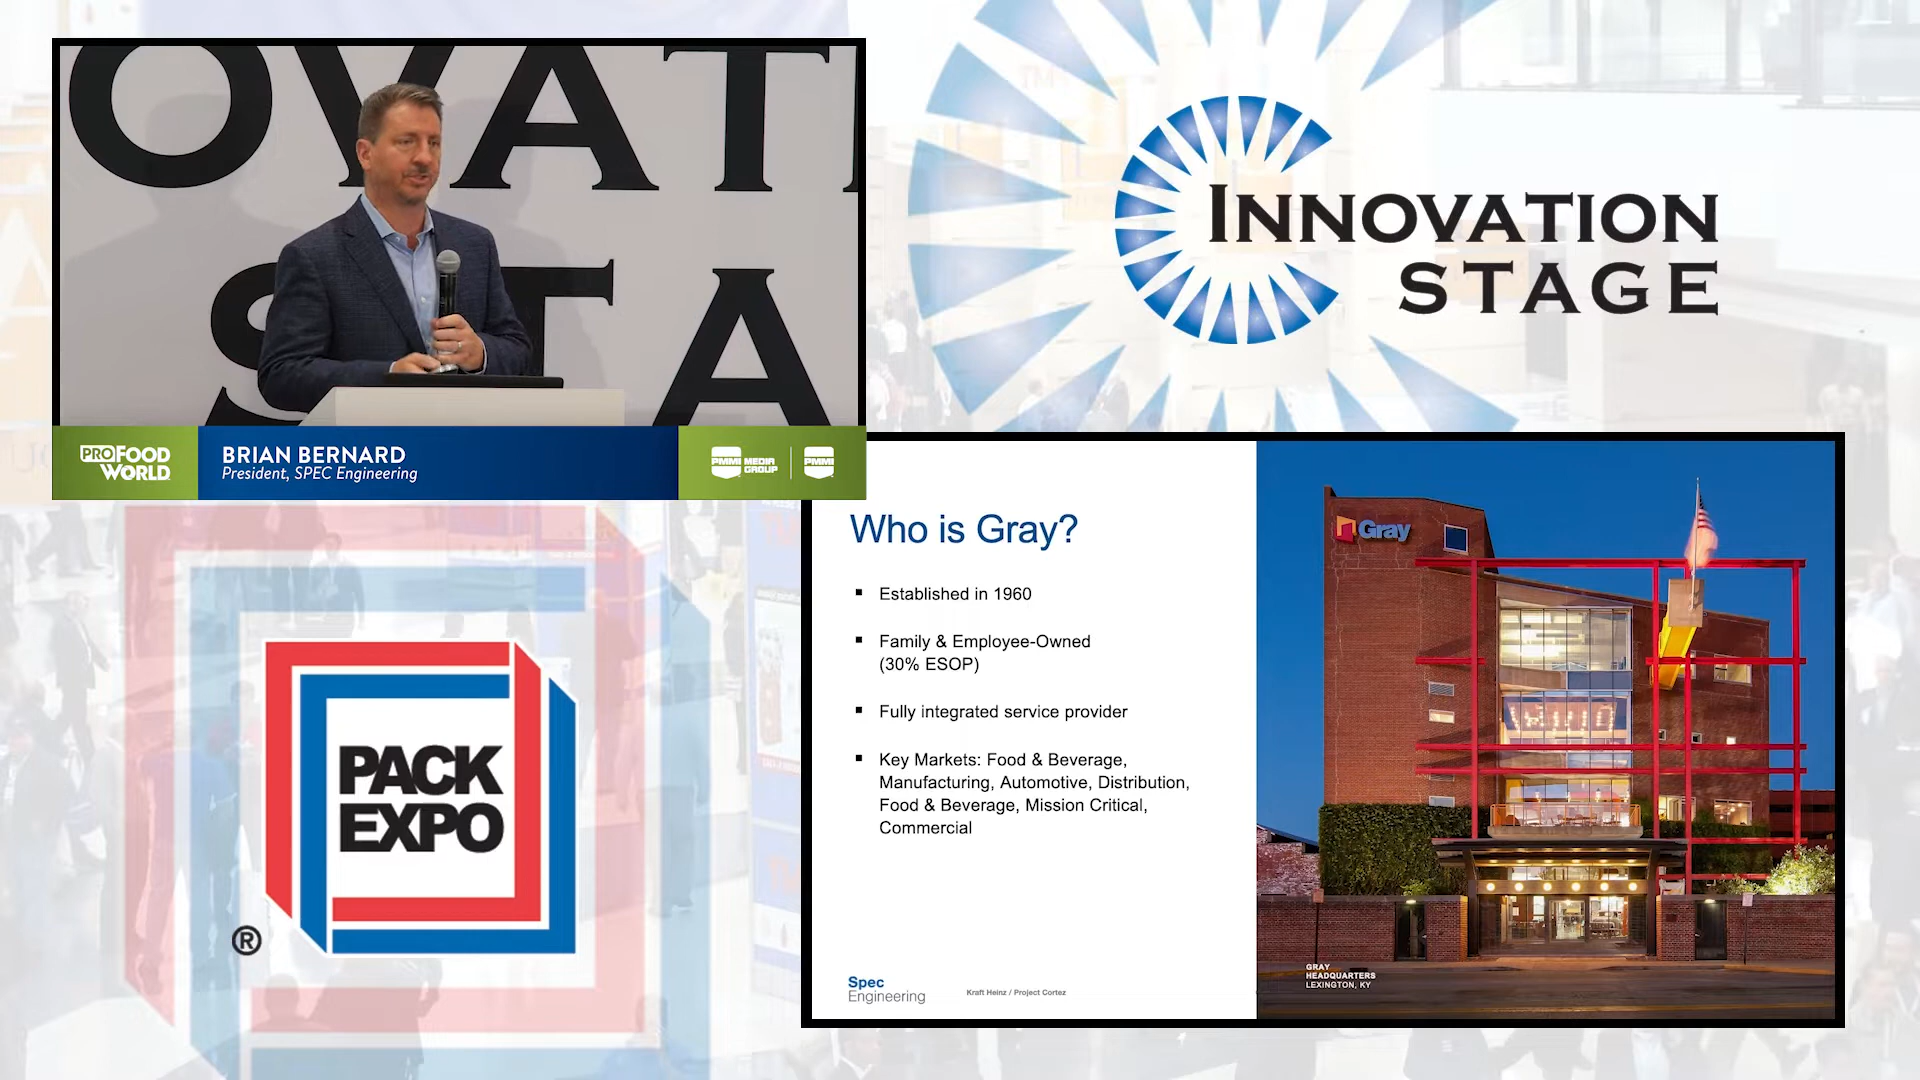 OVATI
STA
PRO FOOD
WORLD
BRIAN BERNARD
President, SPEC Engineering
PMMI MEDIA
GROUP
PMMI
INNOVATION
STAGE
PACK
EXPO
®
Who is Gray?
▪ Established in 1960
▪ Family & Employee-Owned
(30% ESOP)
▪ Fully integrated service provider
▪ Key Markets: Food & Beverage,
Manufacturing, Automotive, Distribution,
Food & Beverage, Mission Critical,
Commercial
Spec
Engineering
Kraft Heinz / Project Cortez
Gray
GRAY
HEADQUARTERS
LEXINGTON, KY